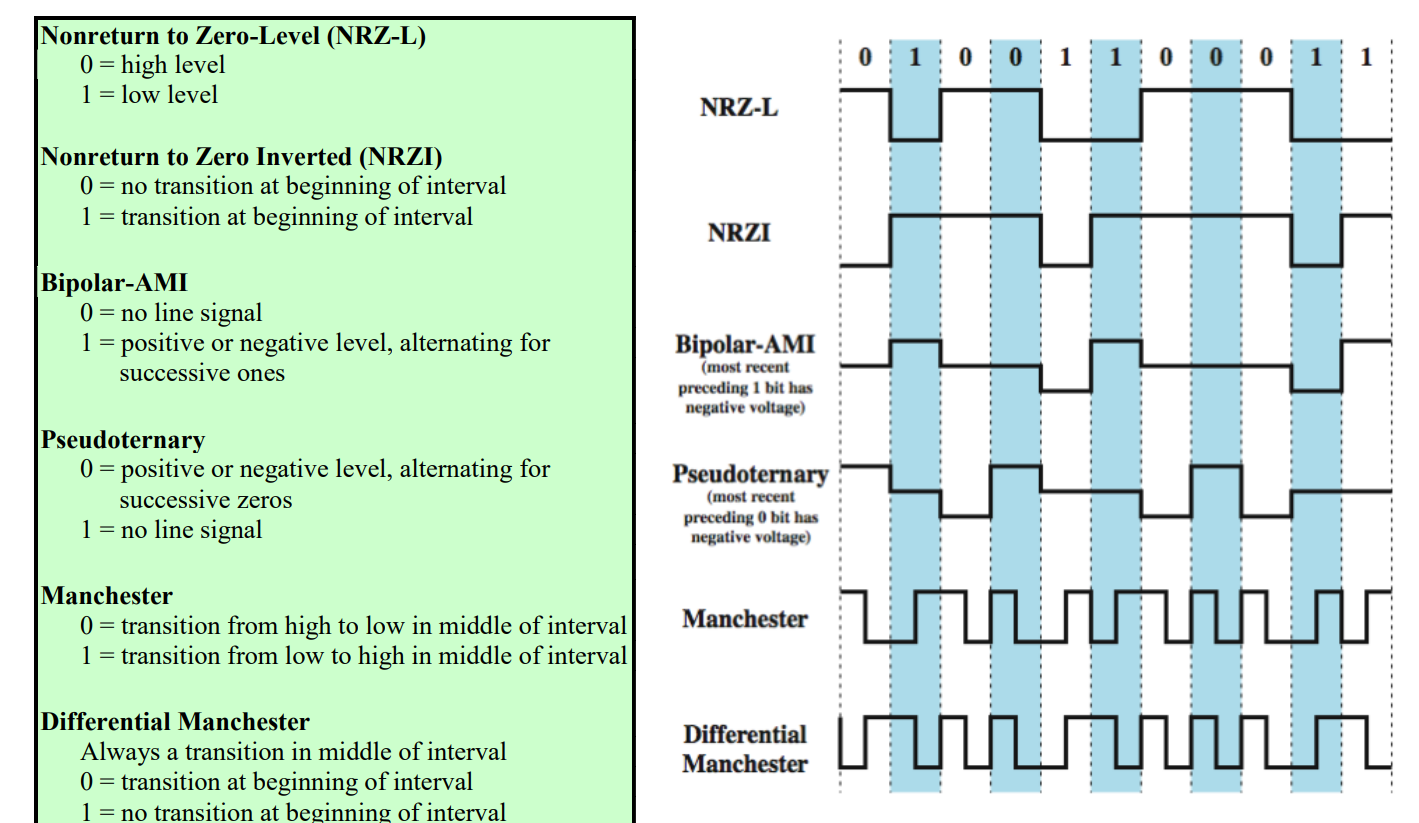 Nonreturn to Zero-Level (NRZ-L)
0 = high level
1 = low level
Nonreturn to Zero Inverted (NRZI)
0 = no transition at beginning of interval
1 = transition at beginning of interval
Bipolar-AMI
0 = no line signal
1 = positive or negative level, alternating for
successive ones
Pseudoternary
0 = positive or negative level, alternating for
successive zeros
1 = no line signal
Manchester
0 = transition from high to low in middle of interval
1 = transition from low to high in middle of interval
Differential Manchester
Always a transition in middle of interval
0 = transition at beginning of interval
1 = no transition at beginning of interval
0 1 0 0 1 1 0 0 0 1 1
NRZ-L
NRZI
Bipolar-AMI
(most recent
preceding 1 bit has
negative voltage)
Pseudoternary
(most recent
preceding 0 bit has
negative voltage)
Manchester
Differential
Manchester